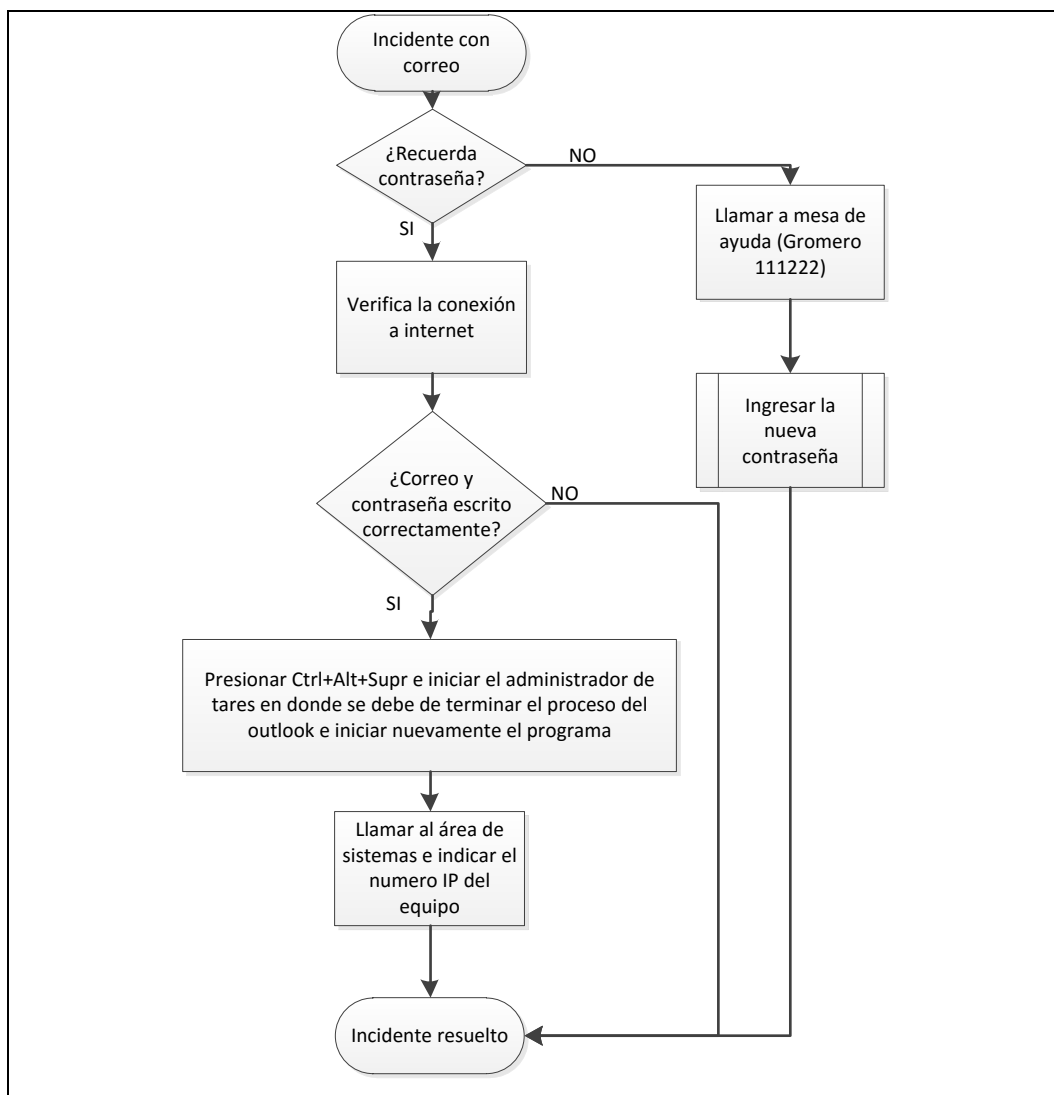 Incidente con
correo
¿Recuerda
contraseña?
NO
SI
Llamar a mesa de
ayuda (Gromero
111222)
Verifica la conexión
a internet
Ingresar la
nueva
contraseña
¿Correo y
contraseña escrito
correctamente?
NO
SI
Presionar Ctrl+Alt+Supr e iniciar el administrador de
tares en donde se debe de terminar el proceso del
outlook e iniciar nuevamente el programa
Llamar al área de
sistemas e indicar el
numero IP del
equipo
Incidente resuelto